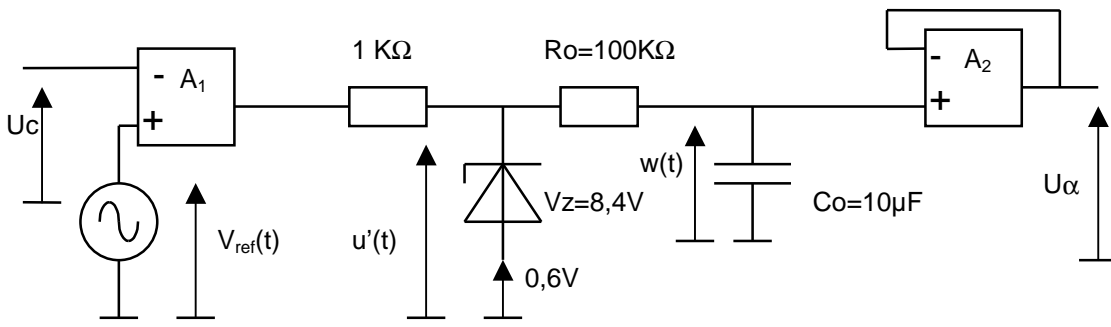 1 KΩ
Ro=100KΩ
-
A1
+
-
A2
+
Uc
Vref(t)
u'(t)
Vz=8,4V
0,6V
w(t)
Co=10µF
Uα